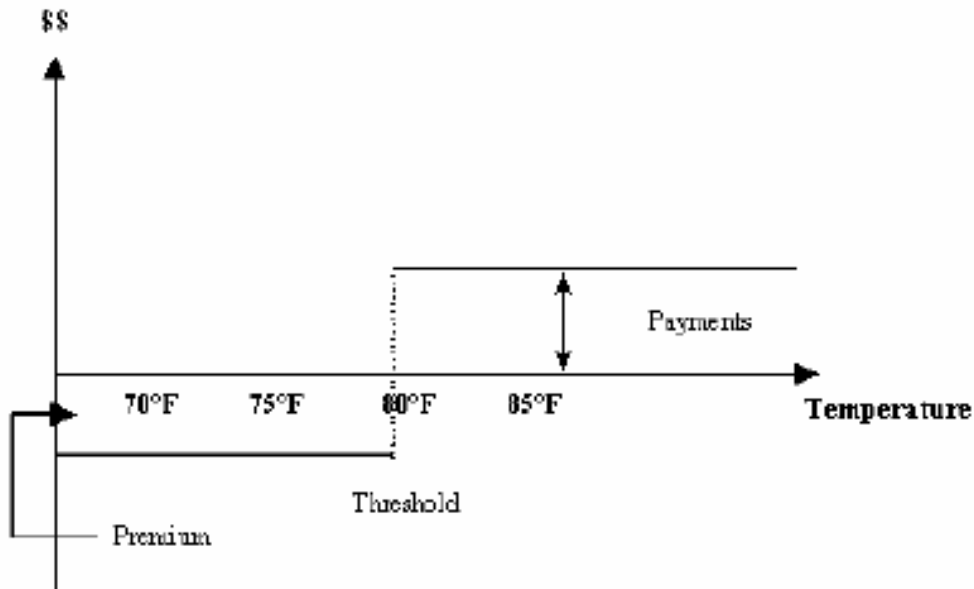 $$
Payments
70°F 75°F 80°F 85°F
Temperature
Threshold
Premium